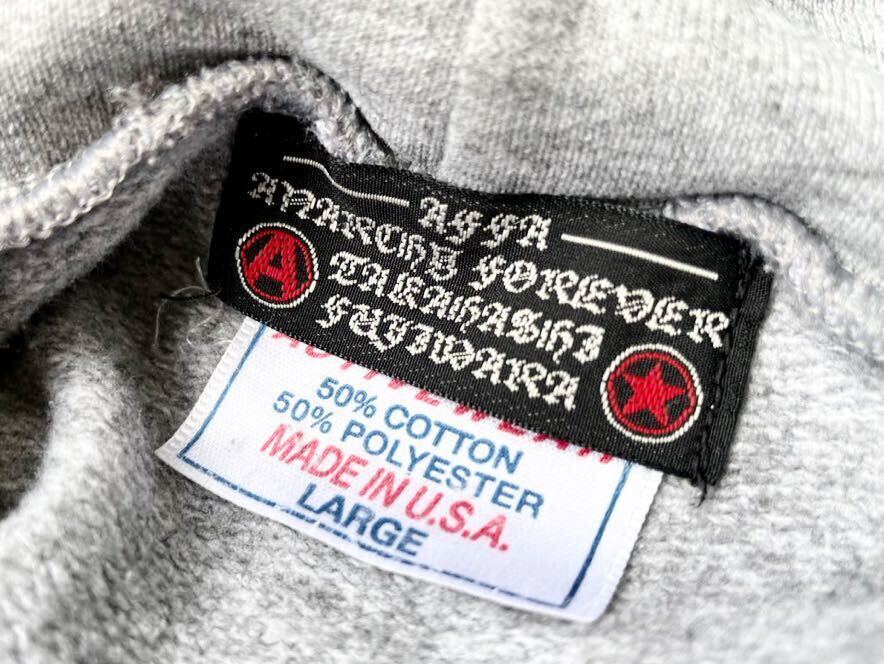 AFFA
ANARCHY FOREVER
TAKAHASHI
FUJIWARA
A
50% COTTON
50% POLYESTER
MADE IN U.S.A.
LARGE